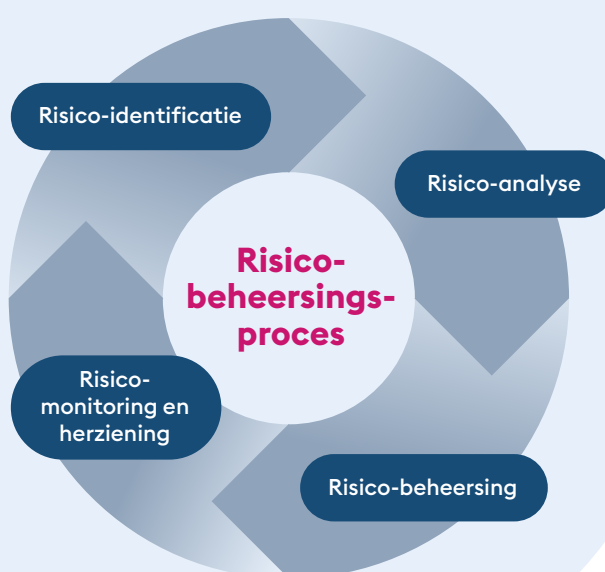 Risico-identificatie
Risico-analyse
Risico-
beheersings-
proces
Risico-
monitoring en
herziening
Risico-beheersing